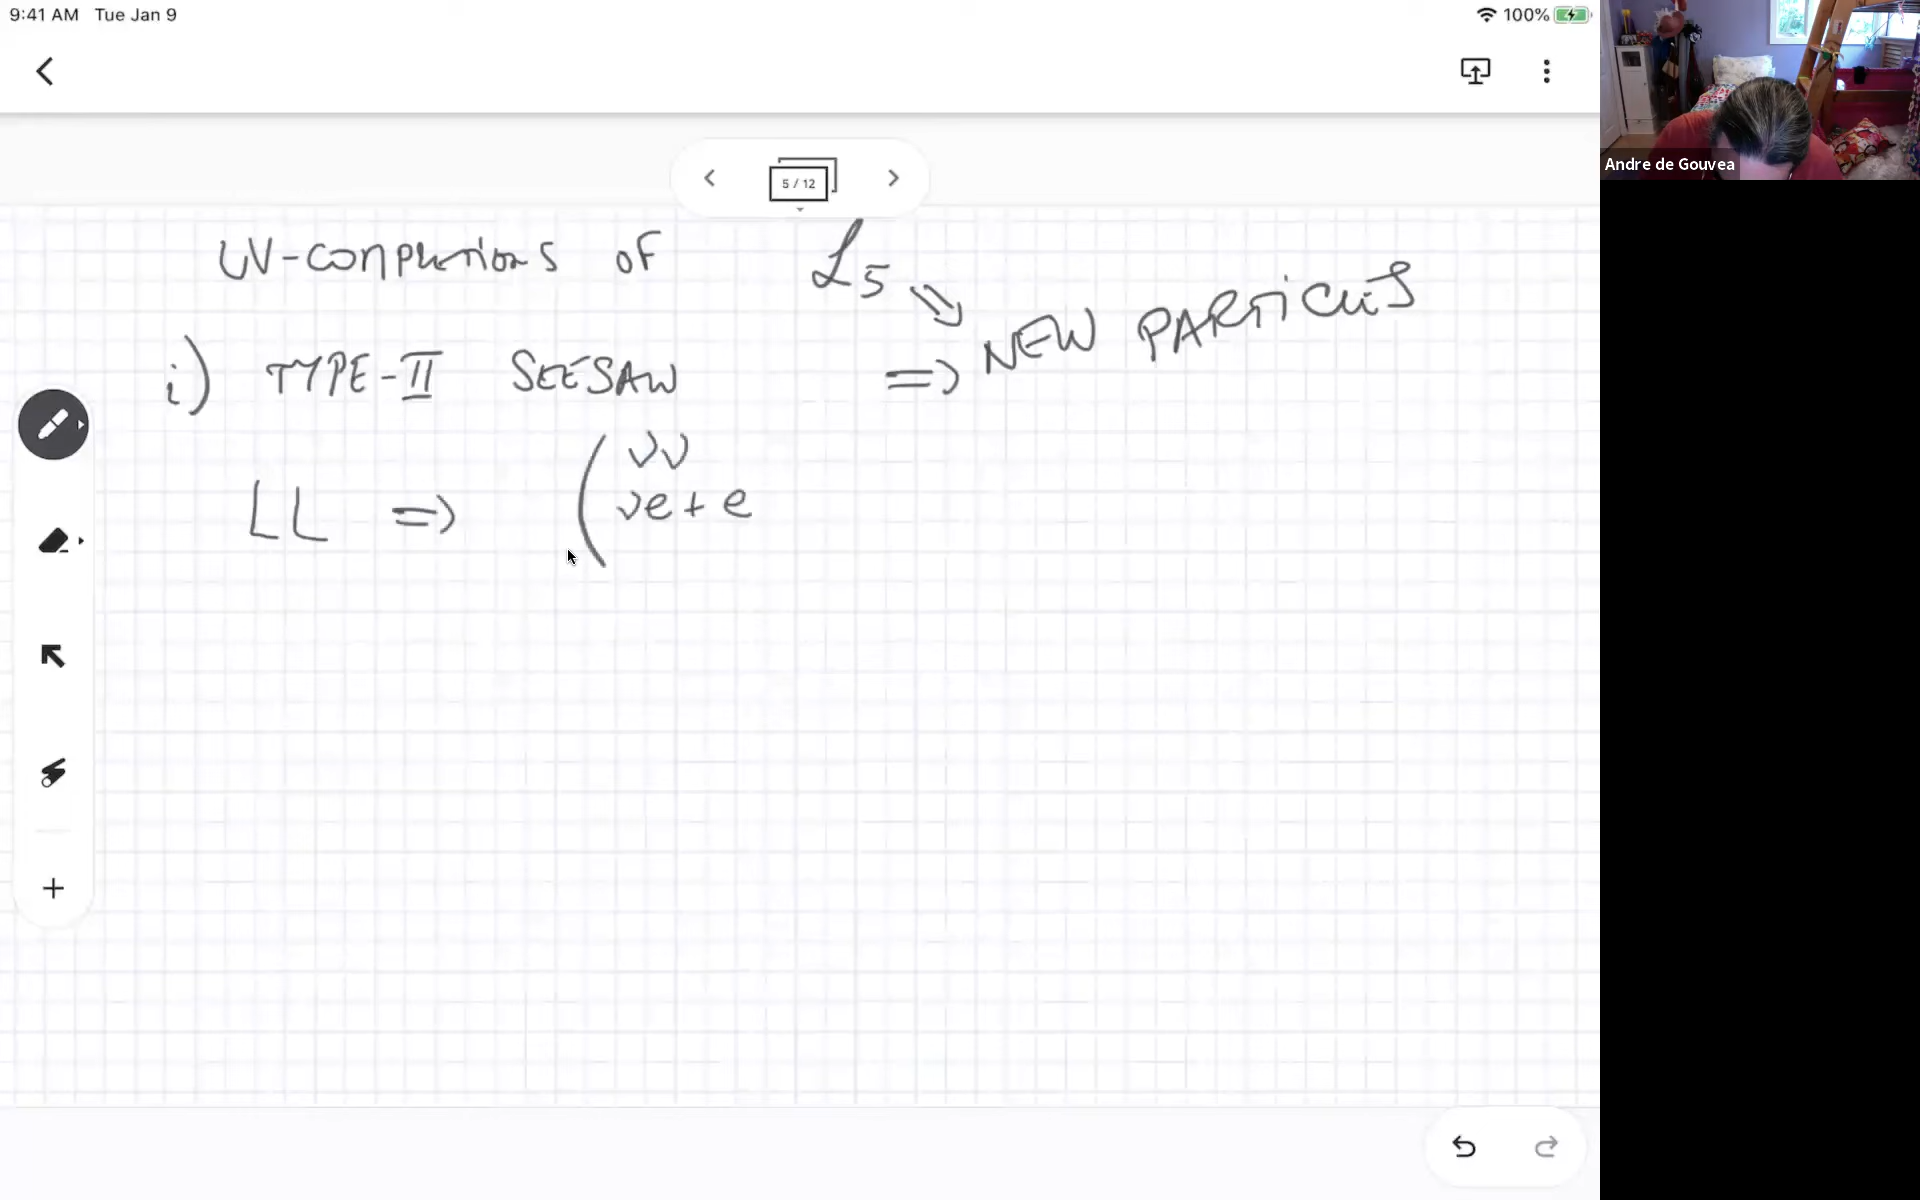 9:41 AM Tue Jan 9
100%
5 / 12
Andre de Gouvea
UV-completions of L5
⇒ NEW PARTICLES
i) TYPE-II SEESAW ⇒
LL ⇒ ( νν
νe + e